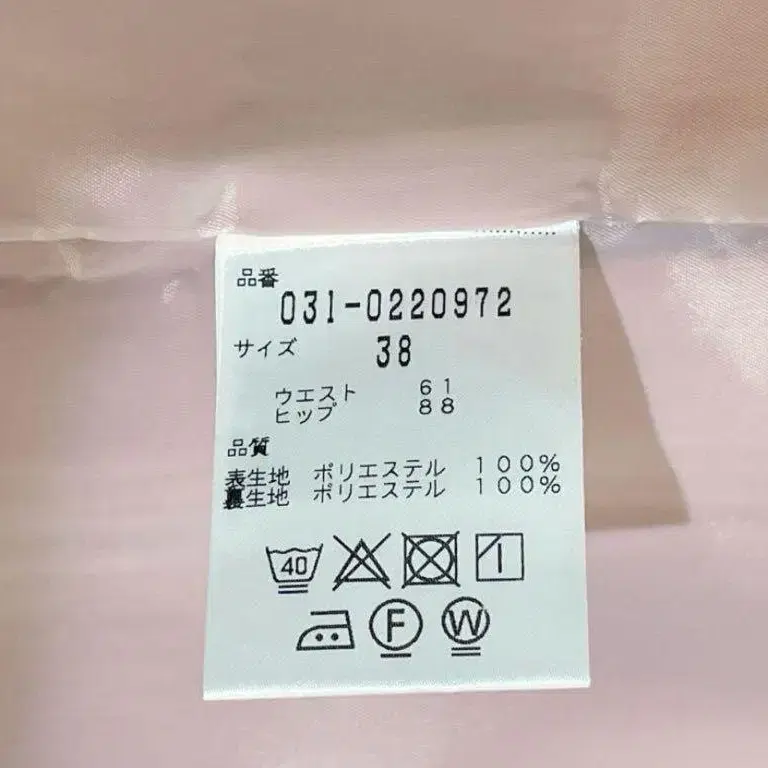 品番
031-0220972
サイズ 38
ウエスト 61
ヒップ 88
品質
表生地 ポリエステル 100%
裏生地 ポリエステル 100%
40
F W